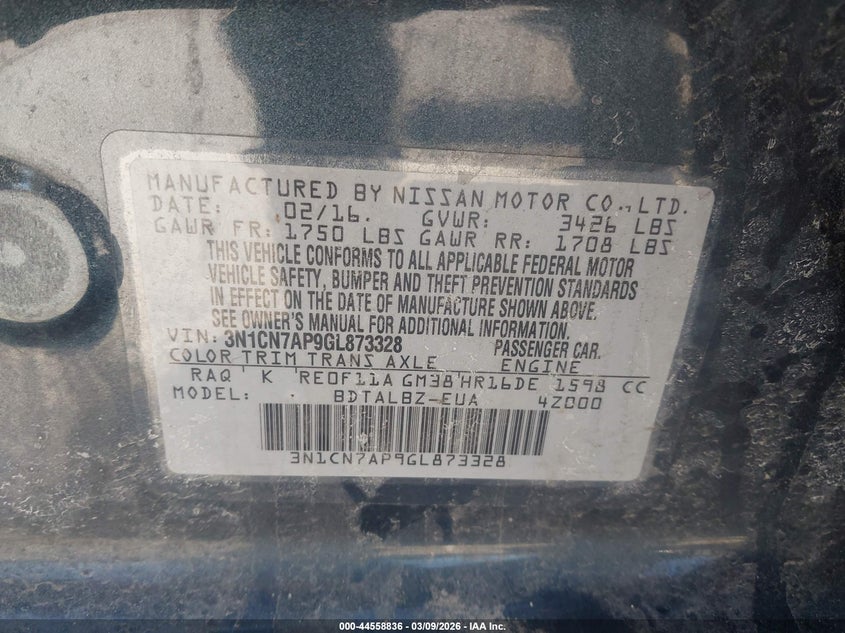 MANUFACTURED BY NISSAN MOTOR CO., LTD.
DATE: 02/16. GVWR: 3426 LBS
GAWR FR: 1750 LBS GAWR RR: 1708 LBS
THIS VEHICLE CONFORMS TO ALL APPLICABLE FEDERAL MOTOR
VEHICLE SAFETY, BUMPER AND THEFT PREVENTION STANDARDS
IN EFFECT ON THE DATE OF MANUFACTURE SHOWN ABOVE.
SEE OWNER'S MANUAL FOR ADDITIONAL INFORMATION.
VIN: 3N1CN7AP9GL873328 PASSENGER CAR.
COLOR TRIM TRANS AXLE ENGINE
RAQ ' K 'RE0F11A GM38'HR16DE 1598 CC
MODEL: BDTALBZ-EUA 4Z000
3N1CN7AP9GL873328
000-44558836 - 03/09/2026 - IAA Inc.